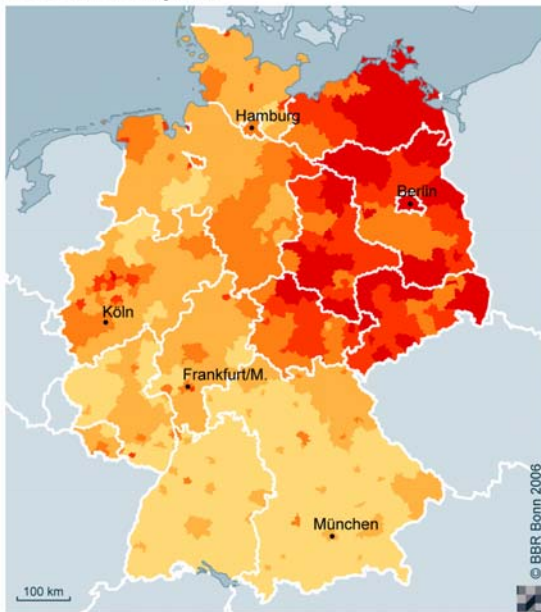 Hamburg
Berlin
Köln
Frankfurt/M.
München
100 km
© BBR Bonn 2006